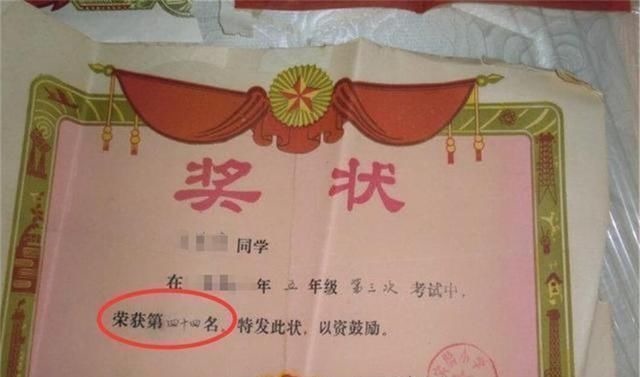 奖状
同学
在 年五年级第三次考试中，
荣获第四十四名、特发此状，以资鼓励。